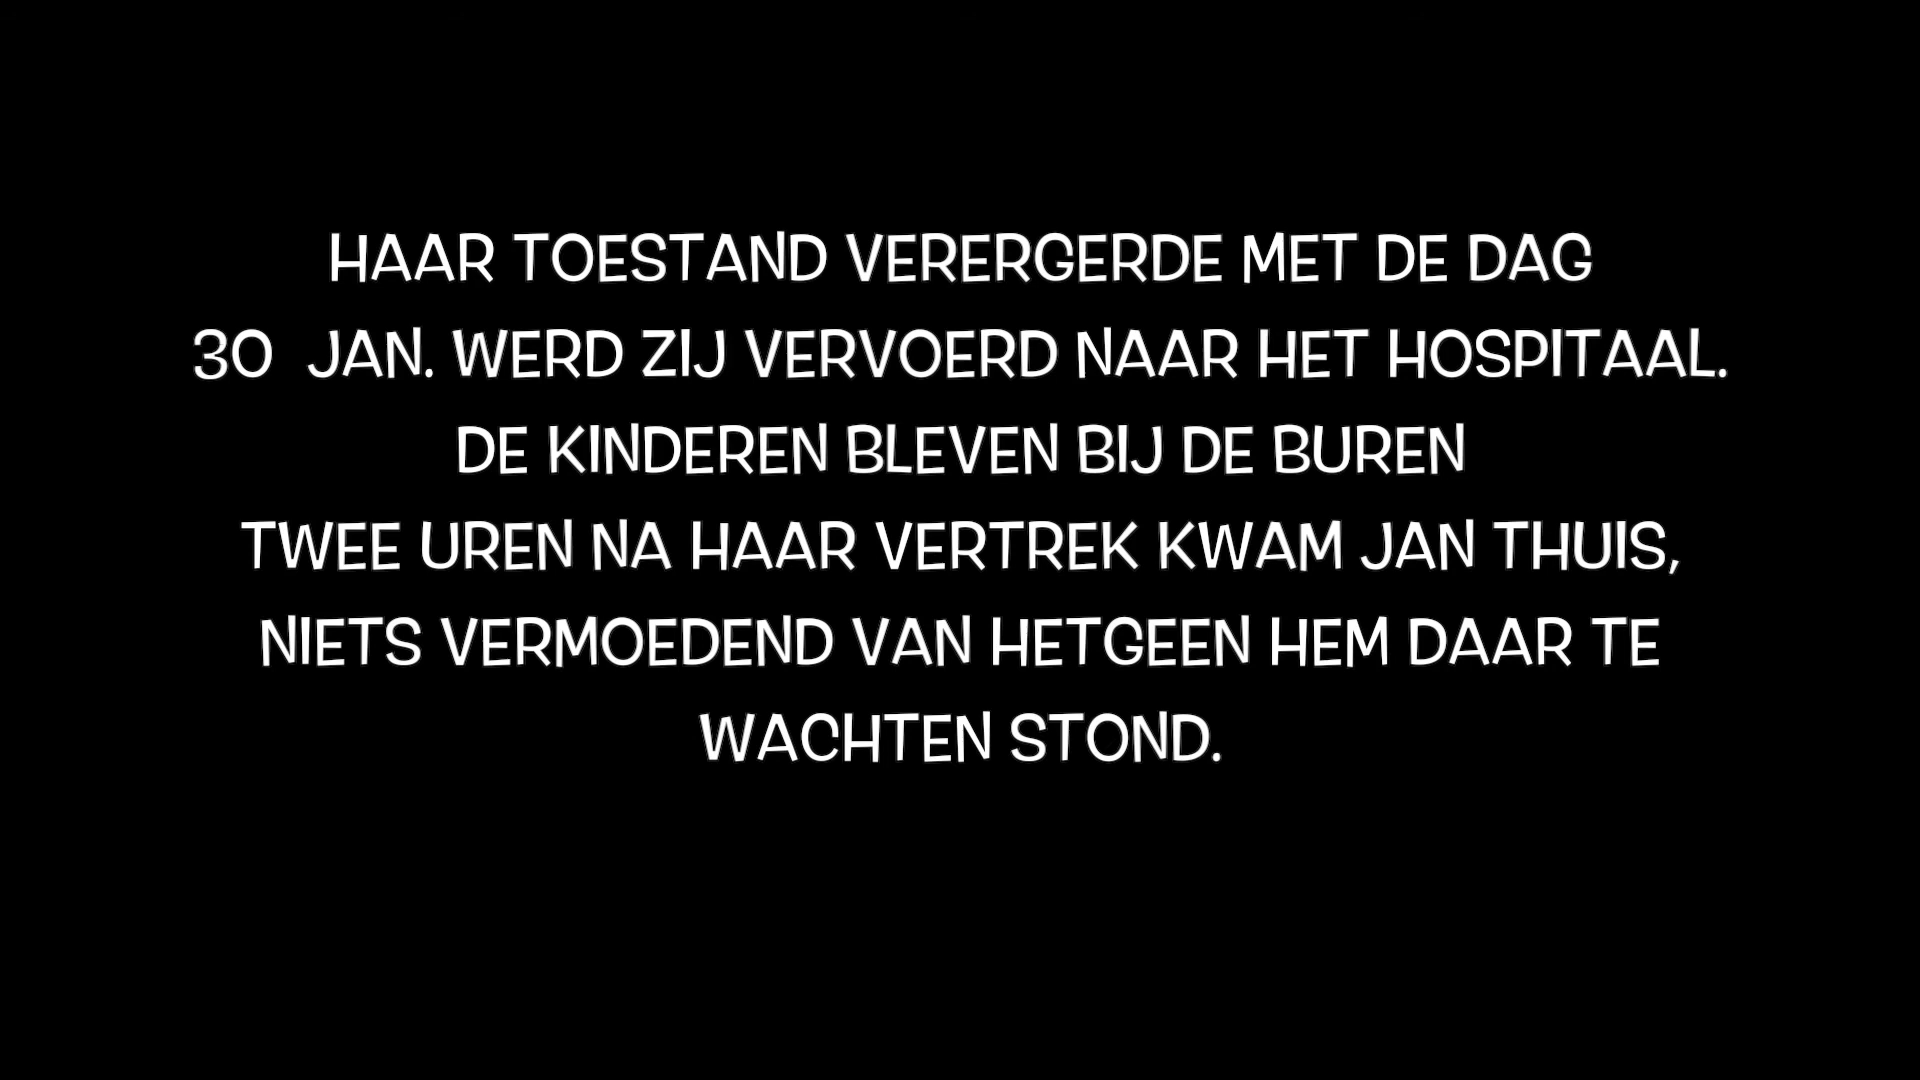 HAAR TOESTAND VERERGERDE MET DE DAG
30  JAN. WERD ZIJ VERVOERD NAAR HET HOSPITAAL.
DE KINDEREN BLEVEN BIJ DE BUREN
TWEE UREN NA HAAR VERTREK KWAM JAN THUIS,
NIETS VERMOEDEND VAN HETGEEN HEM DAAR TE
WACHTEN STOND.